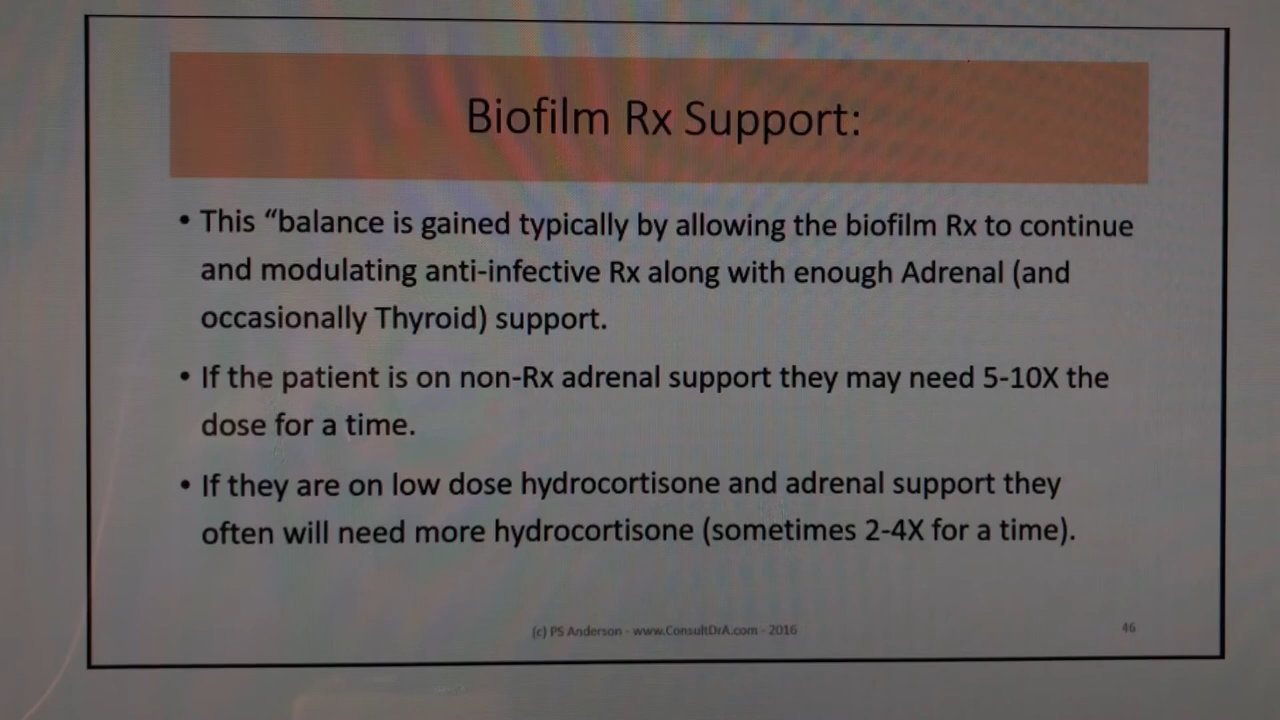 Biofilm Rx Support:
• This “balance is gained typically by allowing the biofilm Rx to continue
and modulating anti-infective Rx along with enough Adrenal (and
occasionally Thyroid) support.
• If the patient is on non-Rx adrenal support they may need 5-10X the
dose for a time.
• If they are on low dose hydrocortisone and adrenal support they
often will need more hydrocortisone (sometimes 2-4X for a time).
(c) PS Anderson - www.ConsultDrA.com - 2016
46